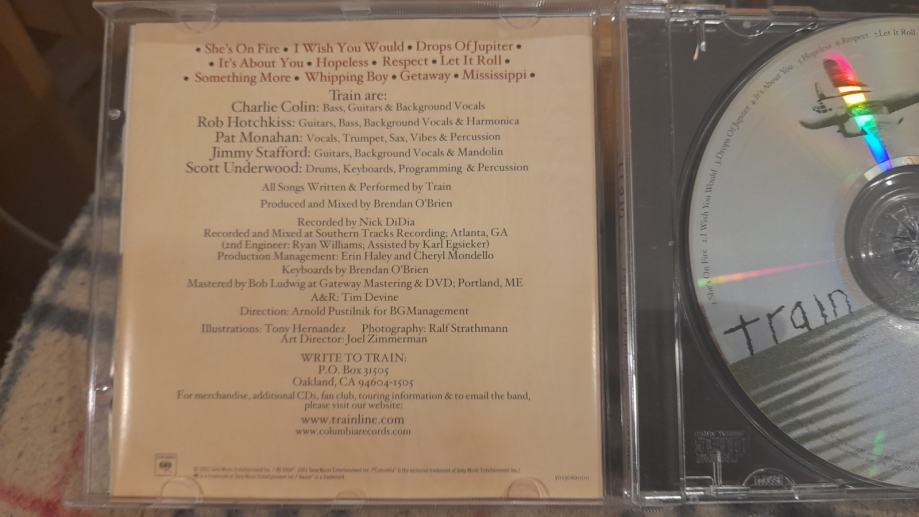 • She's On Fire • I Wish You Would • Drops Of Jupiter •
• It's About You • Hopeless • Respect • Let It Roll •
• Something More • Whipping Boy • Getaway • Mississippi •
Train are:
Charlie Colin: Bass, Guitars & Background Vocals
Rob Hotchkiss: Guitars, Bass, Background Vocals & Harmonica
Pat Monahan: Vocals, Trumpet, Sax, Vibes & Percussion
Jimmy Stafford: Guitars, Background Vocals & Mandolin
Scott Underwood: Drums, Keyboards, Programming & Percussion
All Songs Written & Performed by Train
Produced and Mixed by Brendan O'Brien
Recorded by Nick DiDia
Recorded and Mixed at Southern Tracks Recording; Atlanta, GA
(2nd Engineer: Ryan Williams; Assisted by Karl Egsieker)
Production Management: Erin Haley and Cheryl Mondello
Keyboards by Brendan O'Brien
Mastered by Bob Ludwig at Gateway Mastering & DVD; Portland, ME
A&R: Tim Devine
Direction: Arnold Pustilnik for BGManagement
Illustrations: Tony Hernandez Photography: Ralf Strathmann
Art Director: Joel Zimmerman
WRITE TO TRAIN:
P.O. Box 31505
Oakland, CA 94604-1505
For merchandise, additional CDs, fan club, touring information & to email the band,
please visit our website:
www.trainline.com
www.columbiarecords.com
1.She's On Fire 2.I Wish You Would 3.Drops Of Jupiter 4.It's About You 5.Hopeless 6.Respect 7.Let It Roll
train